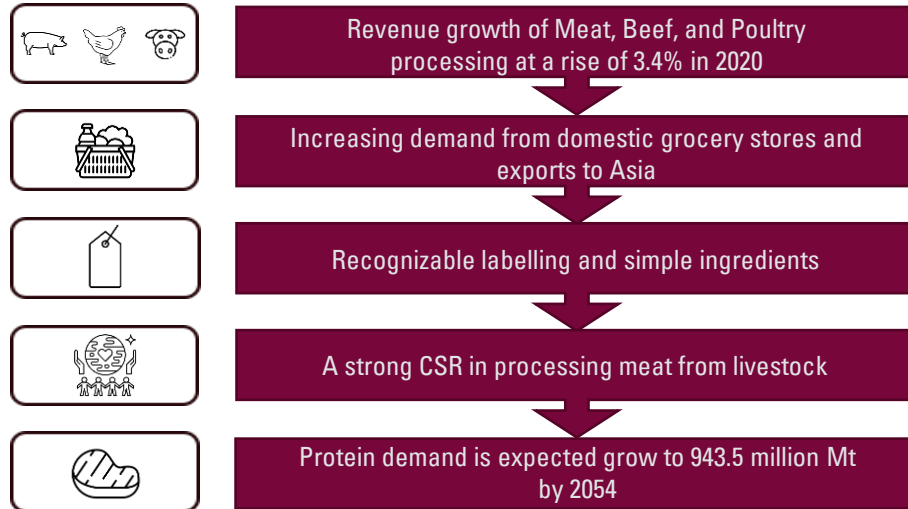 Revenue growth of Meat, Beef, and Poultry
processing at a rise of 3.4% in 2020
Increasing demand from domestic grocery stores and
exports to Asia
Recognizable labelling and simple ingredients
A strong CSR in processing meat from livestock
Protein demand is expected grow to 943.5 million Mt
by 2054